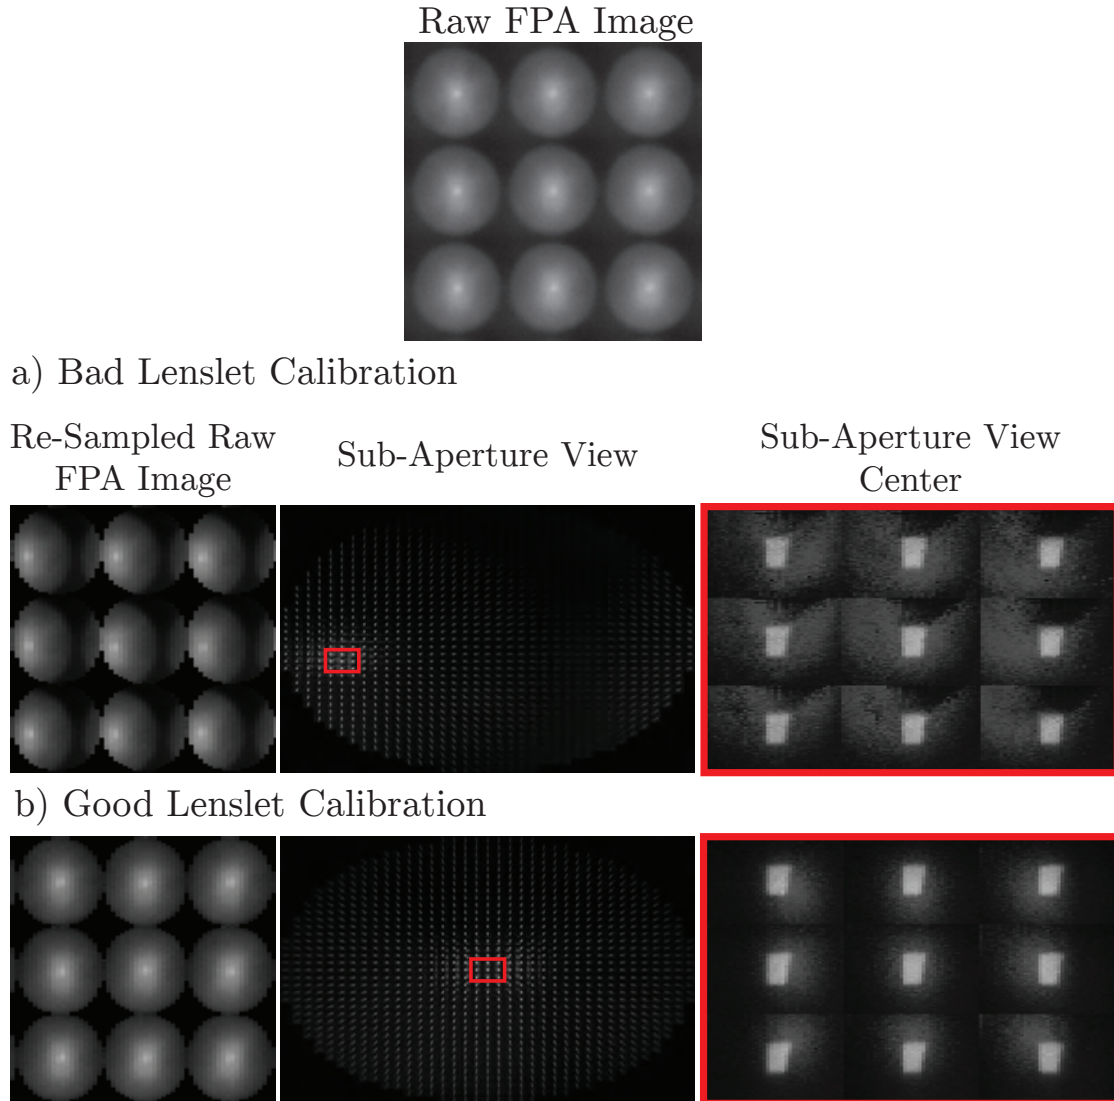 Raw FPA Image
a) Bad Lenslet Calibration
Re-Sampled Raw
FPA Image
Sub-Aperture View
Sub-Aperture View
Center
b) Good Lenslet Calibration